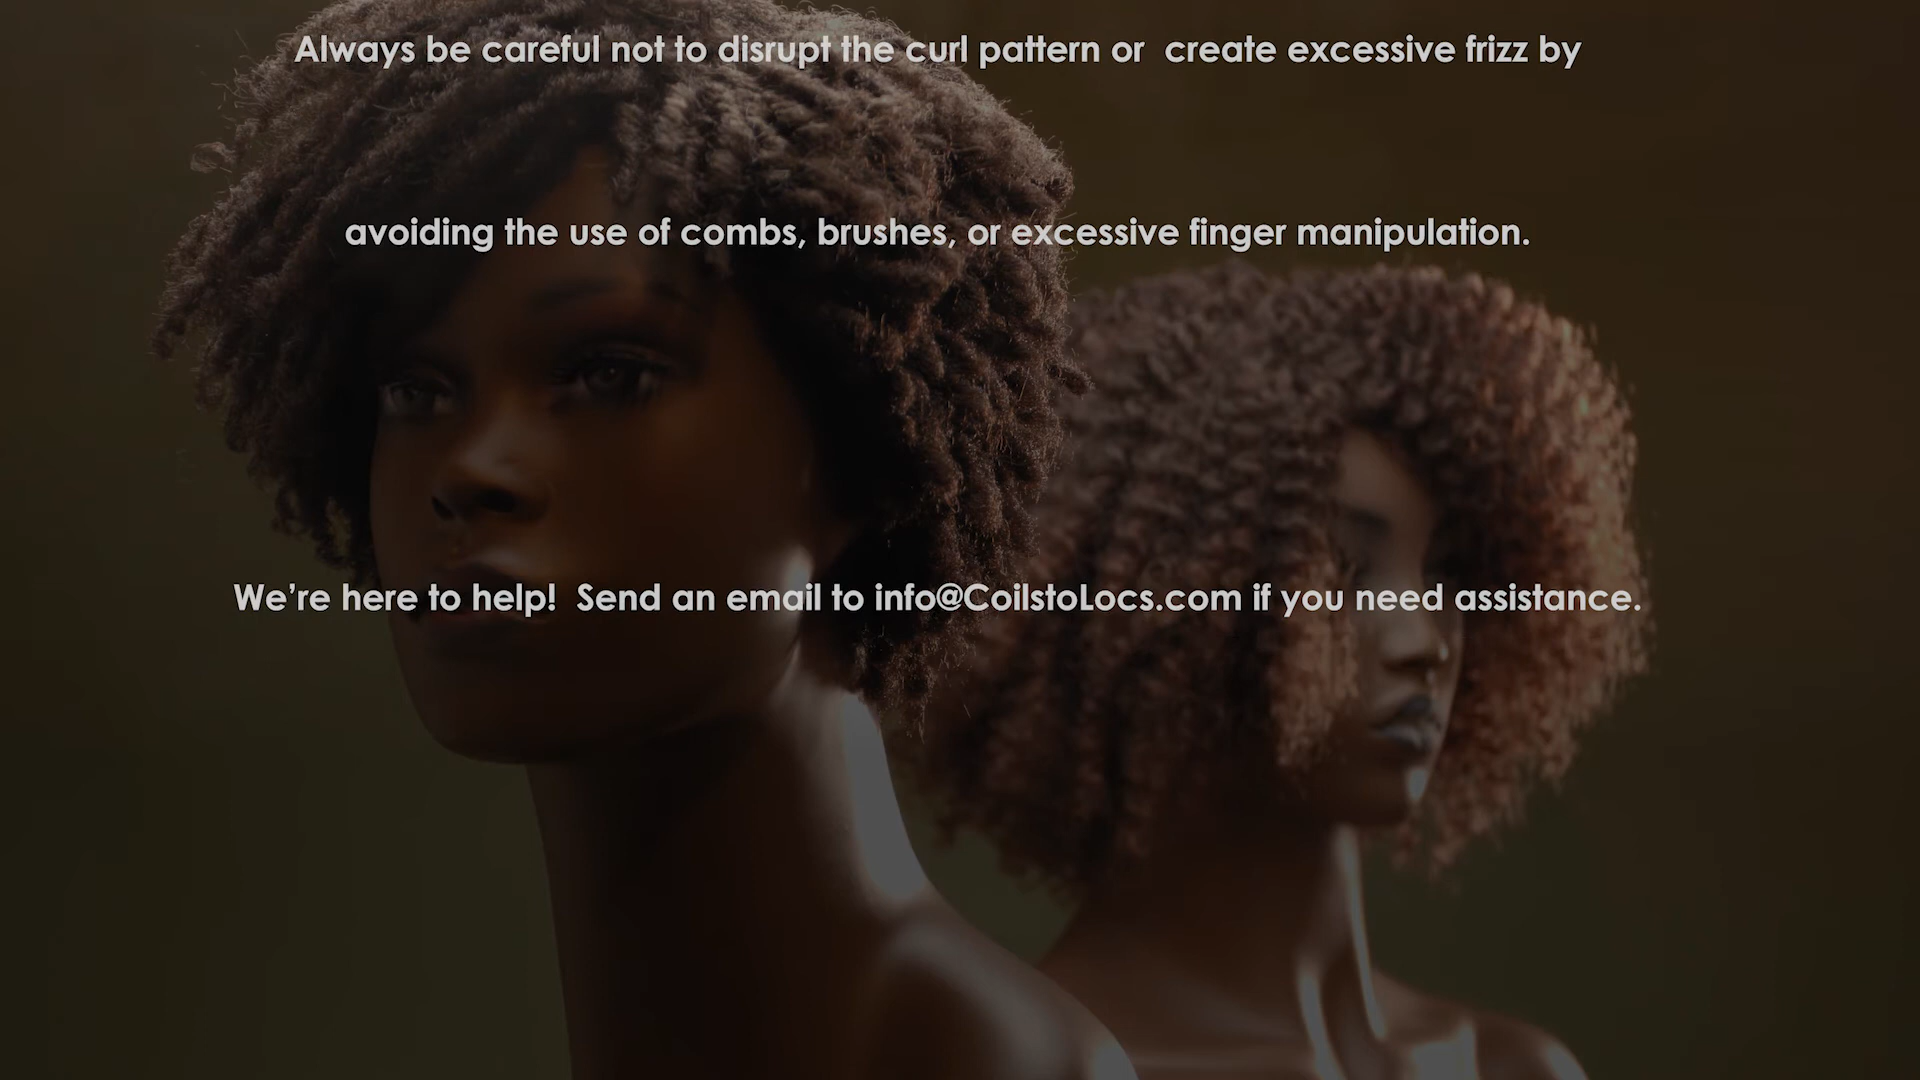 Always be careful not to disrupt the curl pattern or  create excessive frizz by
avoiding the use of combs, brushes, or excessive finger manipulation.
We’re here to help!  Send an email to info@CoilstoLocs.com if you need assistance.